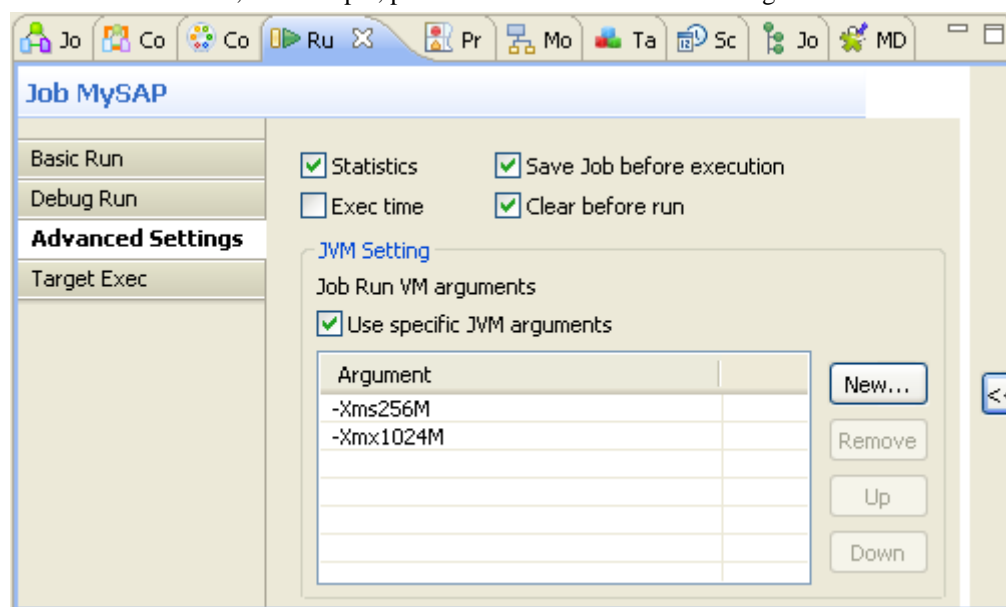 Jo Co Co Ru Pr Mo Ta Sc Jo MD
Job MySAP
Basic Run
Debug Run
Advanced Settings
Target Exec
Statistics Save Job before execution
Exec time Clear before run
JVM Setting
Job Run VM arguments
Use specific JVM arguments
Argument
New...
-Xms256M
-Xmx1024M
Remove
Up
Down